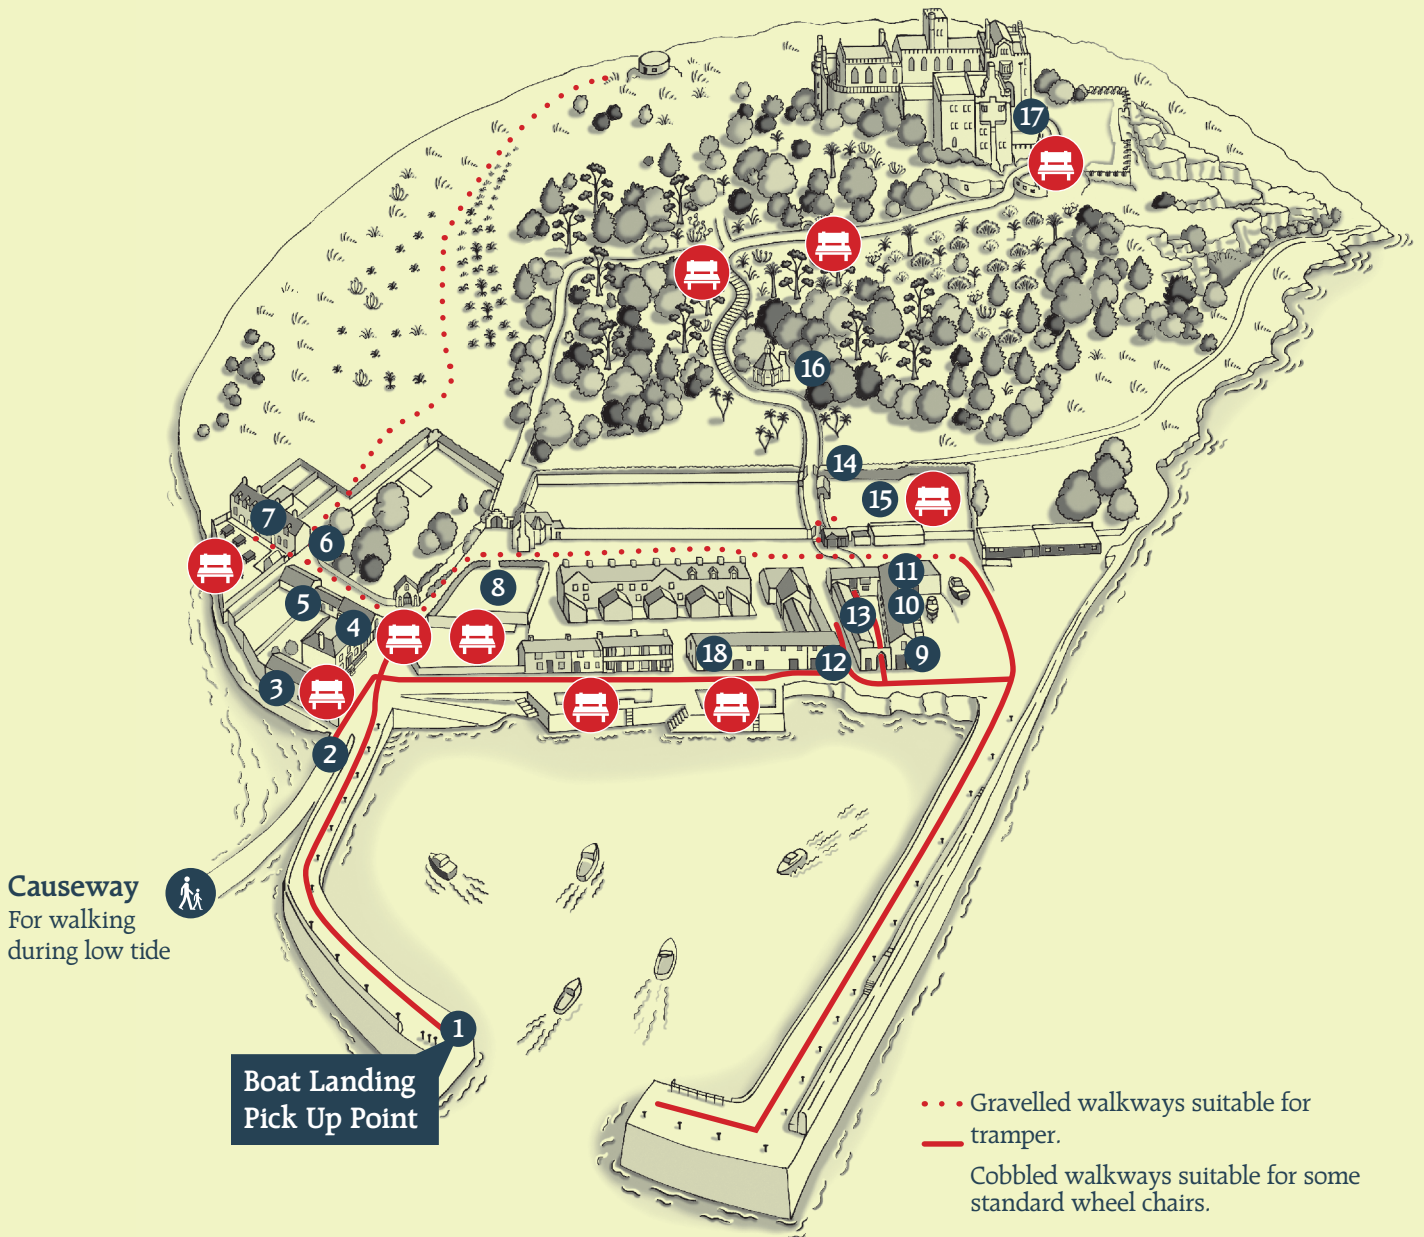 17
16
14
15
7
6
11
8
5
10
13
4
18
12
9
3
2
Causeway
For walking
during low tide
1
Boat Landing
Pick Up Point
Gravelled walkways suitable for
tramper.
Cobbled walkways suitable for some
standard wheel chairs.